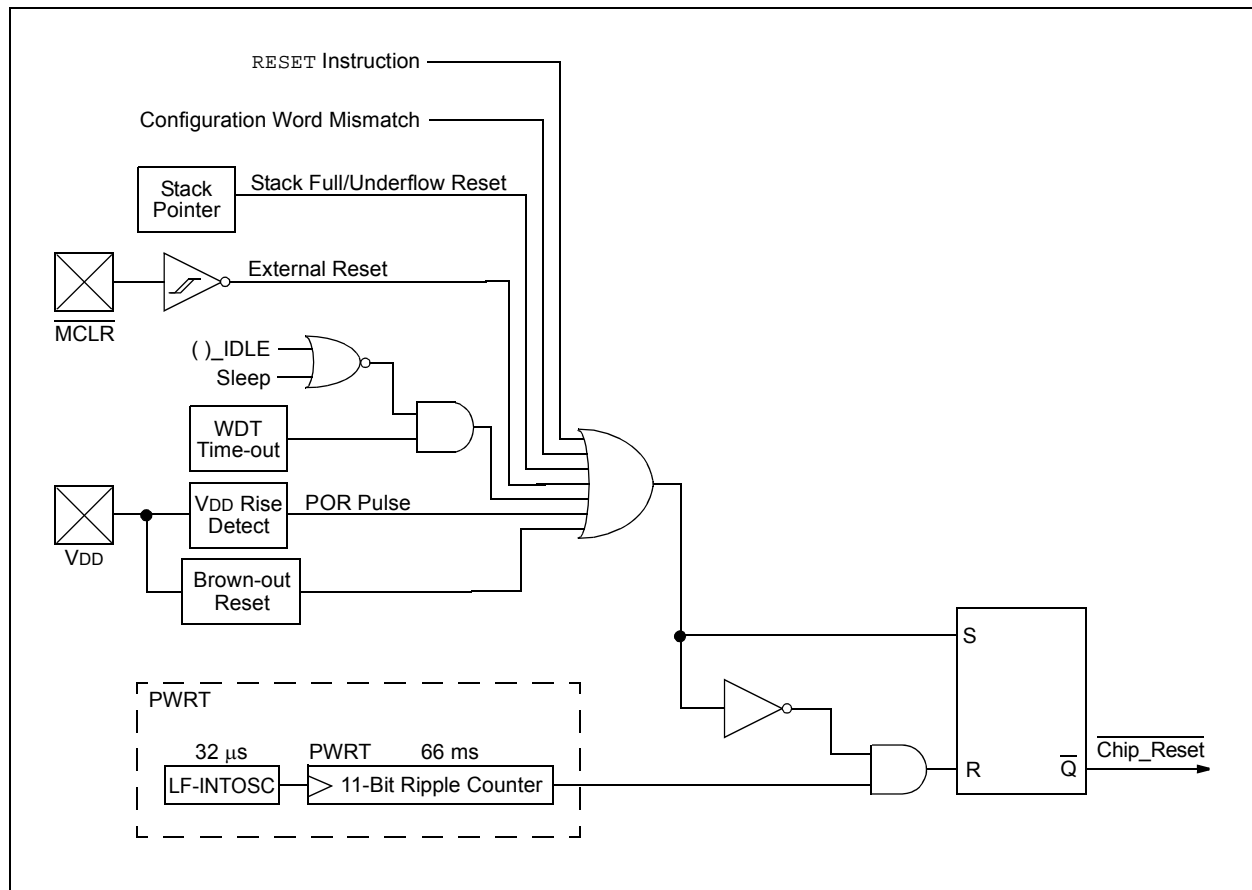 RESET Instruction
Configuration Word Mismatch
Stack
Pointer
Stack Full/Underflow Reset
External Reset
MCLR
( )_IDLE
Sleep
WDT
Time-out
VDD Rise
Detect
POR Pulse
VDD
Brown-out
Reset
S
PWRT
32 μs
PWRT
66 ms
LF-INTOSC
11-Bit Ripple Counter
R
Q
Chip_Reset